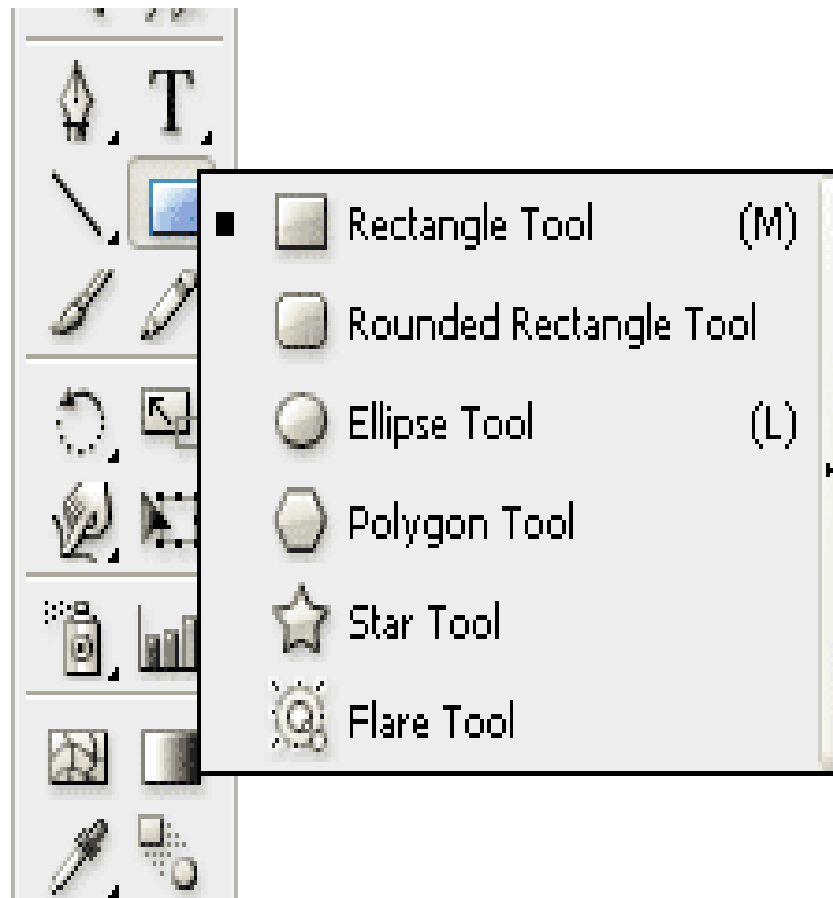 T
Rectangle Tool (M)
Rounded Rectangle Tool
Ellipse Tool (L)
Polygon Tool
Star Tool
Flare Tool